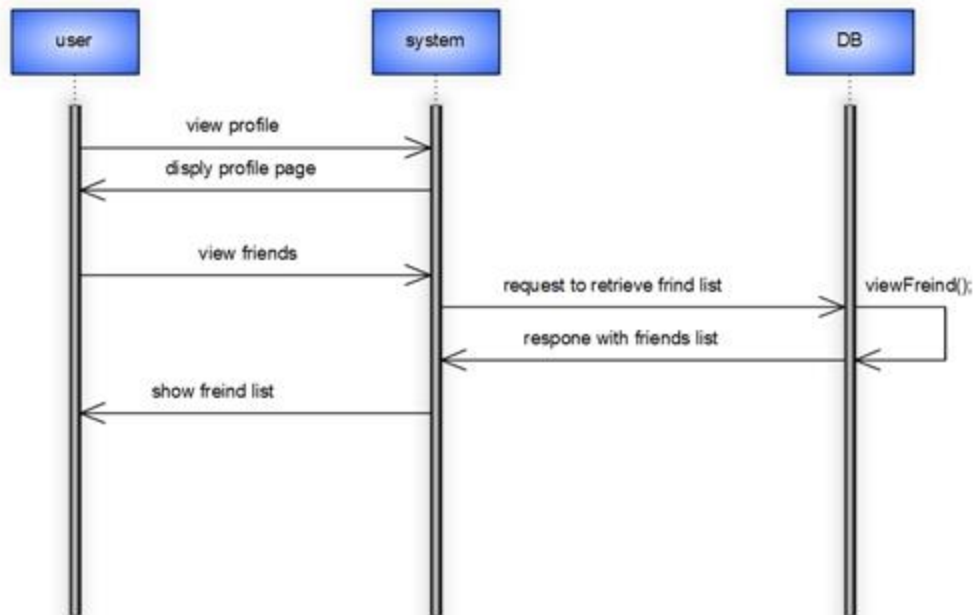 user
system
DB
view profile
disply profile page
view friends
request to retrieve frind list
viewFreind();
respone with friends list
show freind list